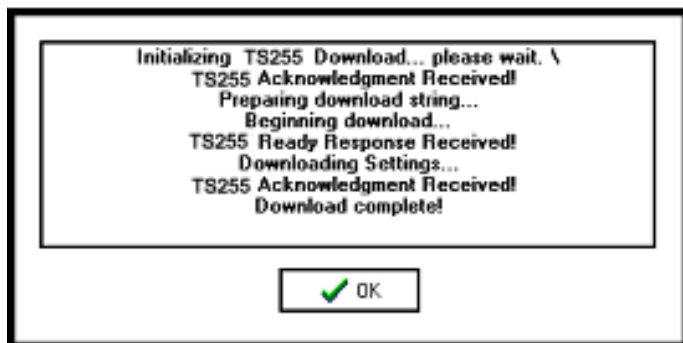 Initializing TS255 Download... please wait. \
TS255 Acknowledgment Received!
Preparing download string...
Beginning download...
TS255 Ready Response Received!
Downloading Settings...
TS255 Acknowledgment Received!
Download complete!
OK